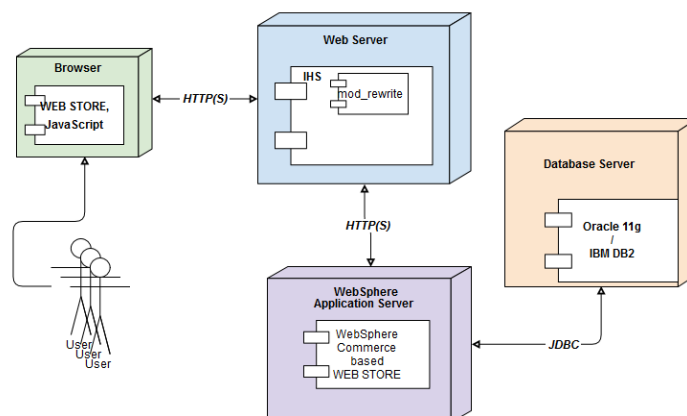 Web Server
IHS
mod_rewrite
Browser
WEB STORE,
JavaScript
HTTP(S)
Database Server
Oracle 11g
/
IBM DB2
HTTP(S)
WebSphere
Application Server
WebSphere
Commerce
based
WEB STORE
JDBC
User
User
User